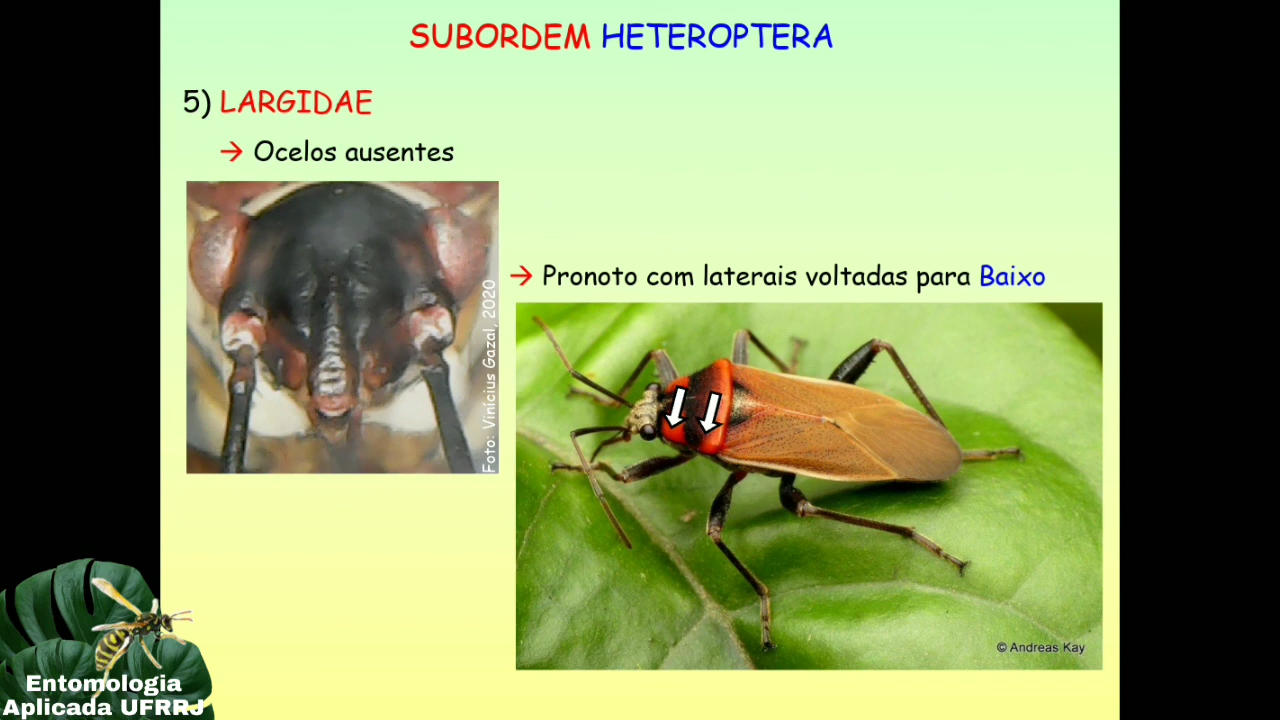 SUBORDEM HETEROPTERA
5) LARGIDAE
→ Ocelos ausentes
Foto: Vinícius Gazal, 2020
→ Pronoto com laterais voltadas para Baixo
© Andreas Kay
Entomologia
Aplicada UFRRJ